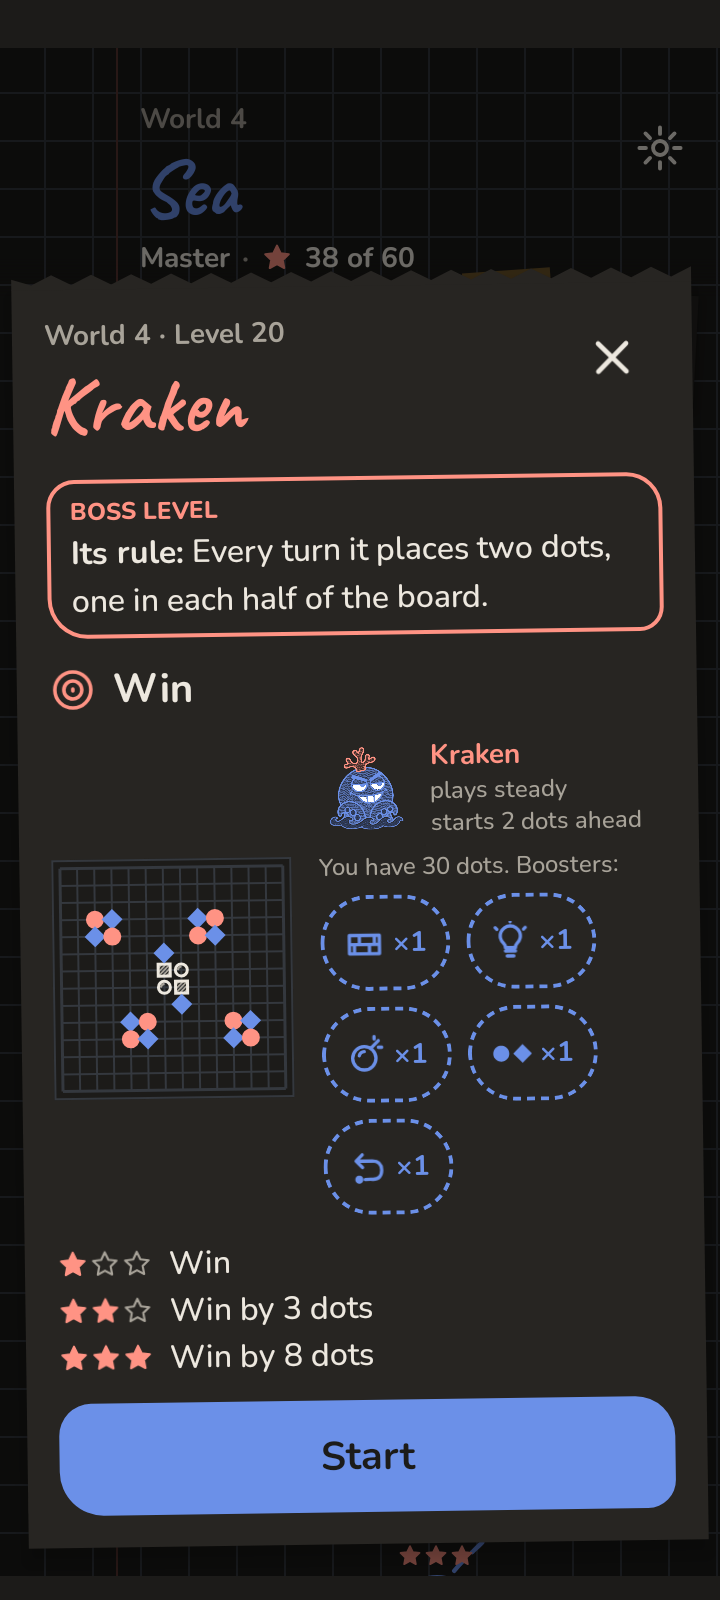 World 4
Sea
Master · 38 of 60
World 4 · Level 20
Kraken
BOSS LEVEL
Its rule: Every turn it places two dots,
one in each half of the board.
Win
Kraken
plays steady
starts 2 dots ahead
You have 30 dots. Boosters:
×1
×1
×1
×1
×1
Win
Win by 3 dots
Win by 8 dots
Start